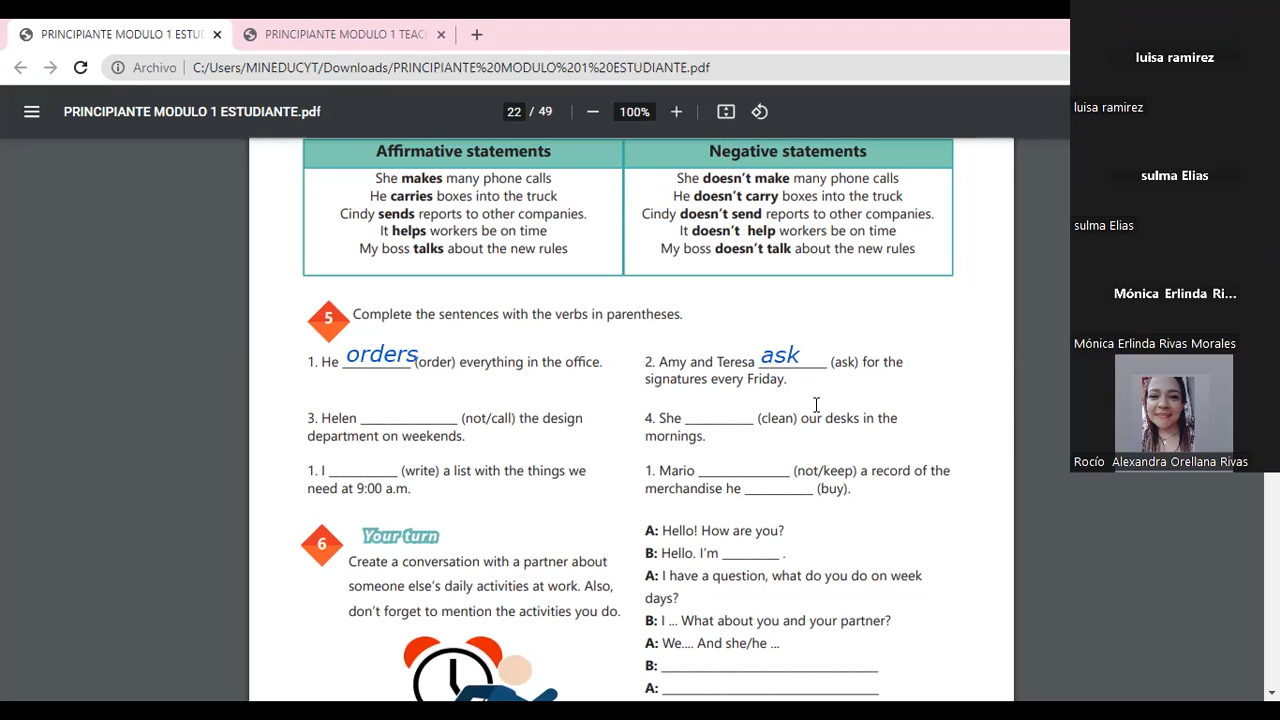 PRINCIPIANTE MODULO 1 ESTU
PRINCIPIANTE MODULO 1 TEAC
Archivo
C:/Users/MINEDUCYT/Downloads/PRINCIPIANTE%20MODULO%201%20ESTUDIANTE.pdf
PRINCIPIANTE MODULO 1 ESTUDIANTE.pdf
22 / 49
100%
Affirmative statements
She makes many phone calls
He carries boxes into the truck
Cindy sends reports to other companies.
It helps workers be on time
My boss talks about the new rules
Negative statements
She doesn't make many phone calls
He doesn't carry boxes into the truck
Cindy doesn't send reports to other companies.
It doesn't help workers be on time
My boss doesn't talk about the new rules
5 Complete the sentences with the verbs in parentheses.
1. He orders (order) everything in the office.
2. Amy and Teresa ask (ask) for the
signatures every Friday.
3. Helen ______________ (not/call) the design
department on weekends.
4. She __________ (clean) our desks in the
mornings.
1. I __________ (write) a list with the things we
need at 9:00 a.m.
1. Mario _____________ (not/keep) a record of the
merchandise he __________ (buy).
6 Your turn
Create a conversation with a partner about
someone else's daily activities at work. Also,
don't forget to mention the activities you do.
A: Hello! How are you?
B: Hello. I'm ________ .
A: I have a question, what do you do on week
days?
B: I ... What about you and your partner?
A: We.... And she/he ...
B: _______________________________
A: _______________________________
luisa ramirez
luisa ramirez
sulma Elias
sulma Elias
Mónica Erlinda Ri...
Mónica Erlinda Rivas Morales
Rocío Alexandra Orellana Rivas